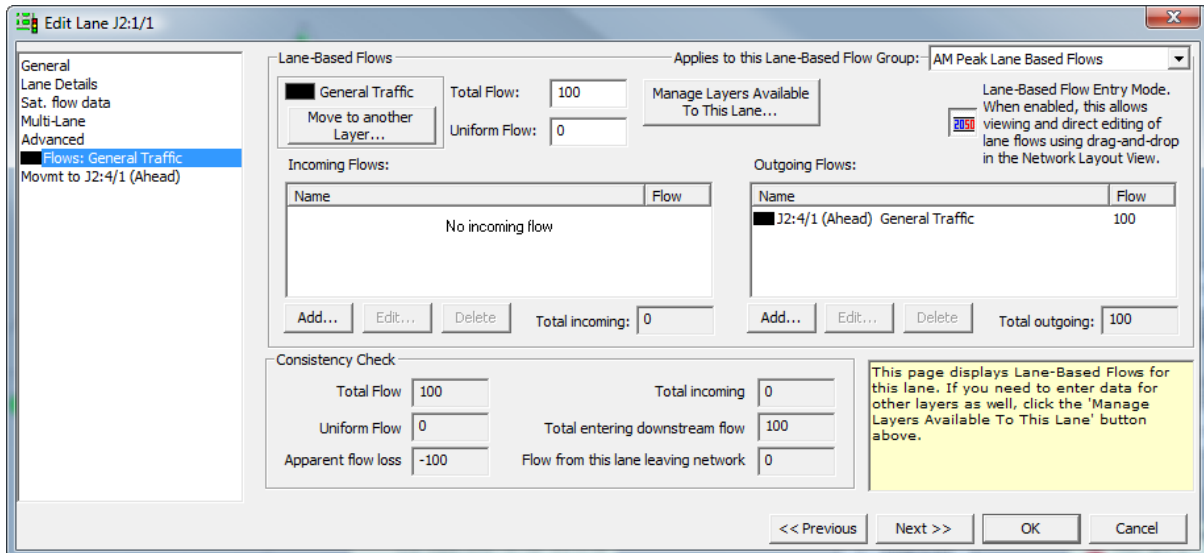 Edit Lane J2:1/1
X
General
Lane Details
Sat. flow data
Multi-Lane
Advanced
Flows: General Traffic
Movmt to J2:4/1 (Ahead)
Lane-Based Flows
Applies to this Lane-Based Flow Group:
AM Peak Lane Based Flows
General Traffic
Move to another
Layer...
Total Flow: 100
Uniform Flow: 0
Manage Layers Available
To This Lane...
2050
Lane-Based Flow Entry Mode.
When enabled, this allows
viewing and direct editing of
lane flows using drag-and-drop
in the Network Layout View.
Incoming Flows:
Name Flow
No incoming flow
Add... Edit... Delete Total incoming: 0
Outgoing Flows:
Name Flow
J2:4/1 (Ahead) General Traffic 100
Add... Edit... Delete Total outgoing: 100
Consistency Check
Total Flow 100 Total incoming 0
Uniform Flow 0 Total entering downstream flow 100
Apparent flow loss -100 Flow from this lane leaving network 0
This page displays Lane-Based Flows for
this lane. If you need to enter data for
other layers as well, click the 'Manage
Layers Available To This Lane' button
above.
<< Previous Next >> OK Cancel